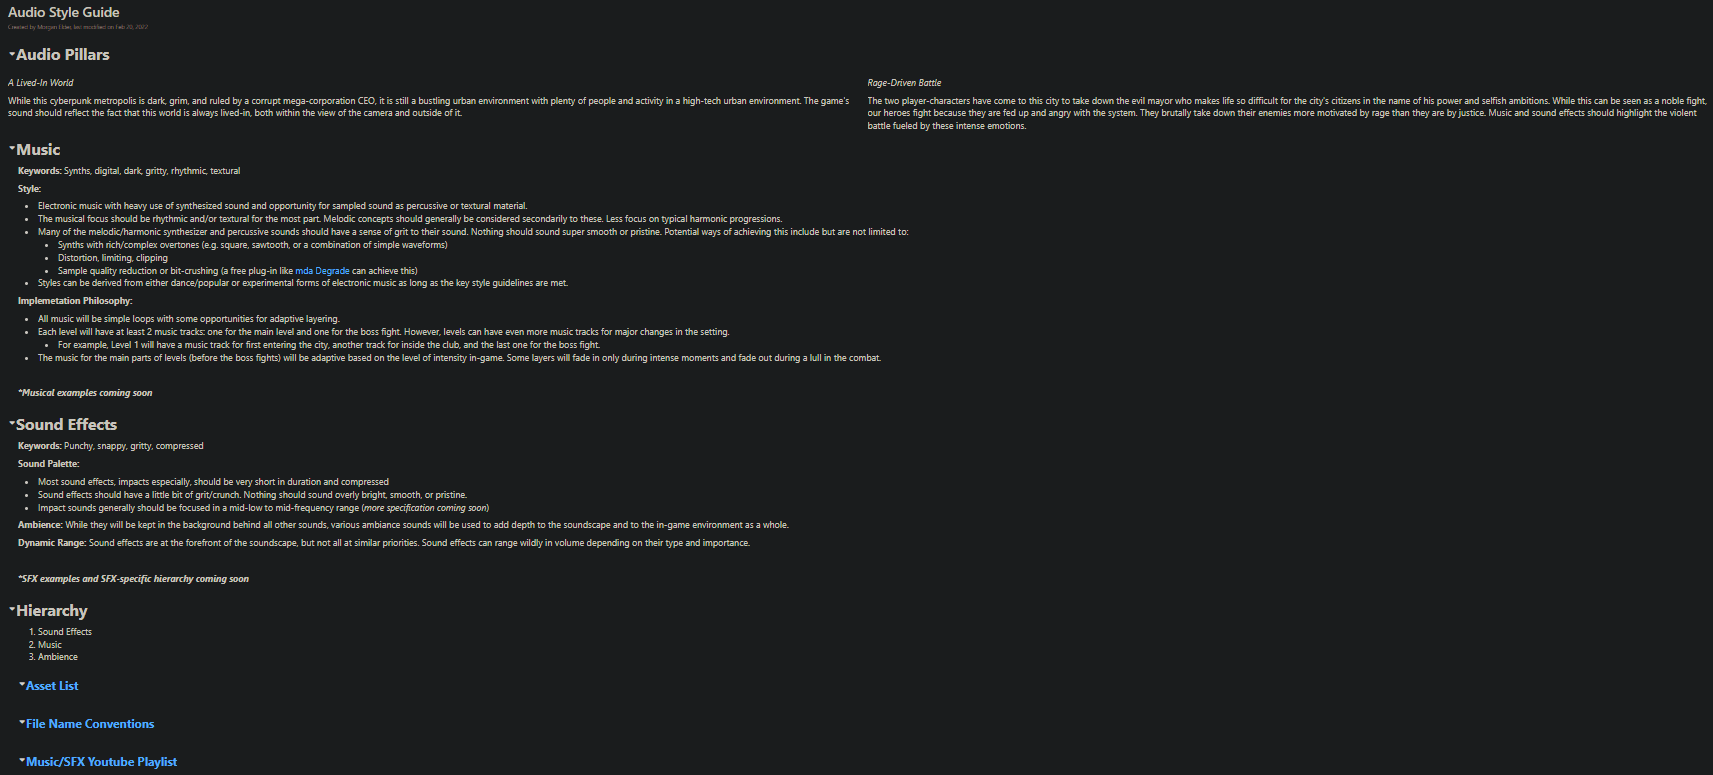 Audio Style Guide
Created by Morgan Elder, last modified on Feb 20, 2022
Audio Pillars
A Lived-In World
While this cyberpunk metropolis is dark, grim, and ruled by a corrupt mega-corporation CEO, it is still a bustling urban environment with plenty of people and activity in a high-tech urban environment. The game's
sound should reflect the fact that this world is always lived-in, both within the view of the camera and outside of it.
Rage-Driven Battle
The two player-characters have come to this city to take down the evil mayor who makes life so difficult for the city's citizens in the name of his power and selfish ambitions. While this can be seen as a noble fight,
our heroes fight because they are fed up and angry with the system. They brutally take down their enemies more motivated by rage than they are by justice. Music and sound effects should highlight the violent
battle fueled by these intense emotions.
Music
Keywords: Synths, digital, dark, gritty, rhythmic, textural
Style:
• Electronic music with heavy use of synthesized sound and opportunity for sampled sound as percussive or textural material.
• The musical focus should be rhythmic and/or textural for the most part. Melodic concepts should generally be considered secondarily to these. Less focus on typical harmonic progressions.
• Many of the melodic/harmonic synthesizer and percussive sounds should have a sense of grit to their sound. Nothing should sound super smooth or pristine. Potential ways of achieving this include but are not limited to:
• Synths with rich/complex overtones (e.g. square, sawtooth, or a combination of simple waveforms)
• Distortion, limiting, clipping
• Sample quality reduction or bit-crushing (a free plug-in like mda Degrade can achieve this)
• Styles can be derived from either dance/popular or experimental forms of electronic music as long as the key style guidelines are met.
Implemetation Philosophy:
• All music will be simple loops with some opportunities for adaptive layering.
• Each level will have at least 2 music tracks: one for the main level and one for the boss fight. However, levels can have even more music tracks for major changes in the setting.
• For example, Level 1 will have a music track for first entering the city, another track for inside the club, and the last one for the boss fight.
• The music for the main parts of levels (before the boss fights) will be adaptive based on the level of intensity in-game. Some layers will fade in only during intense moments and fade out during a lull in the combat.
*Musical examples coming soon
Sound Effects
Keywords: Punchy, snappy, gritty, compressed
Sound Palette:
• Most sound effects, impacts especially, should be very short in duration and compressed
• Sound effects should have a little bit of grit/crunch. Nothing should sound overly bright, smooth, or pristine.
• Impact sounds generally should be focused in a mid-low to mid-frequency range (more specification coming soon)
Ambience: While they will be kept in the background behind all other sounds, various ambiance sounds will be used to add depth to the soundscape and to the in-game environment as a whole.
Dynamic Range: Sound effects are at the forefront of the soundscape, but not all at similar priorities. Sound effects can range wildly in volume depending on their type and importance.
*SFX examples and SFX-specific hierarchy coming soon
Hierarchy
1. Sound Effects
2. Music
3. Ambience
Asset List
File Name Conventions
Music/SFX Youtube Playlist